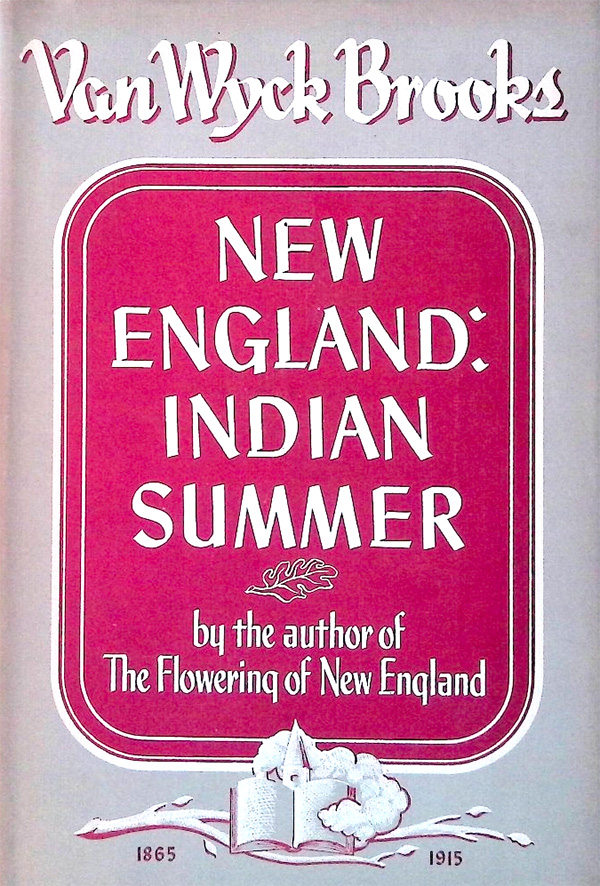 Van Wyck Brooks
NEW
ENGLAND:
INDIAN
SUMMER
by the author of
The Flowering of New England
1865
1915